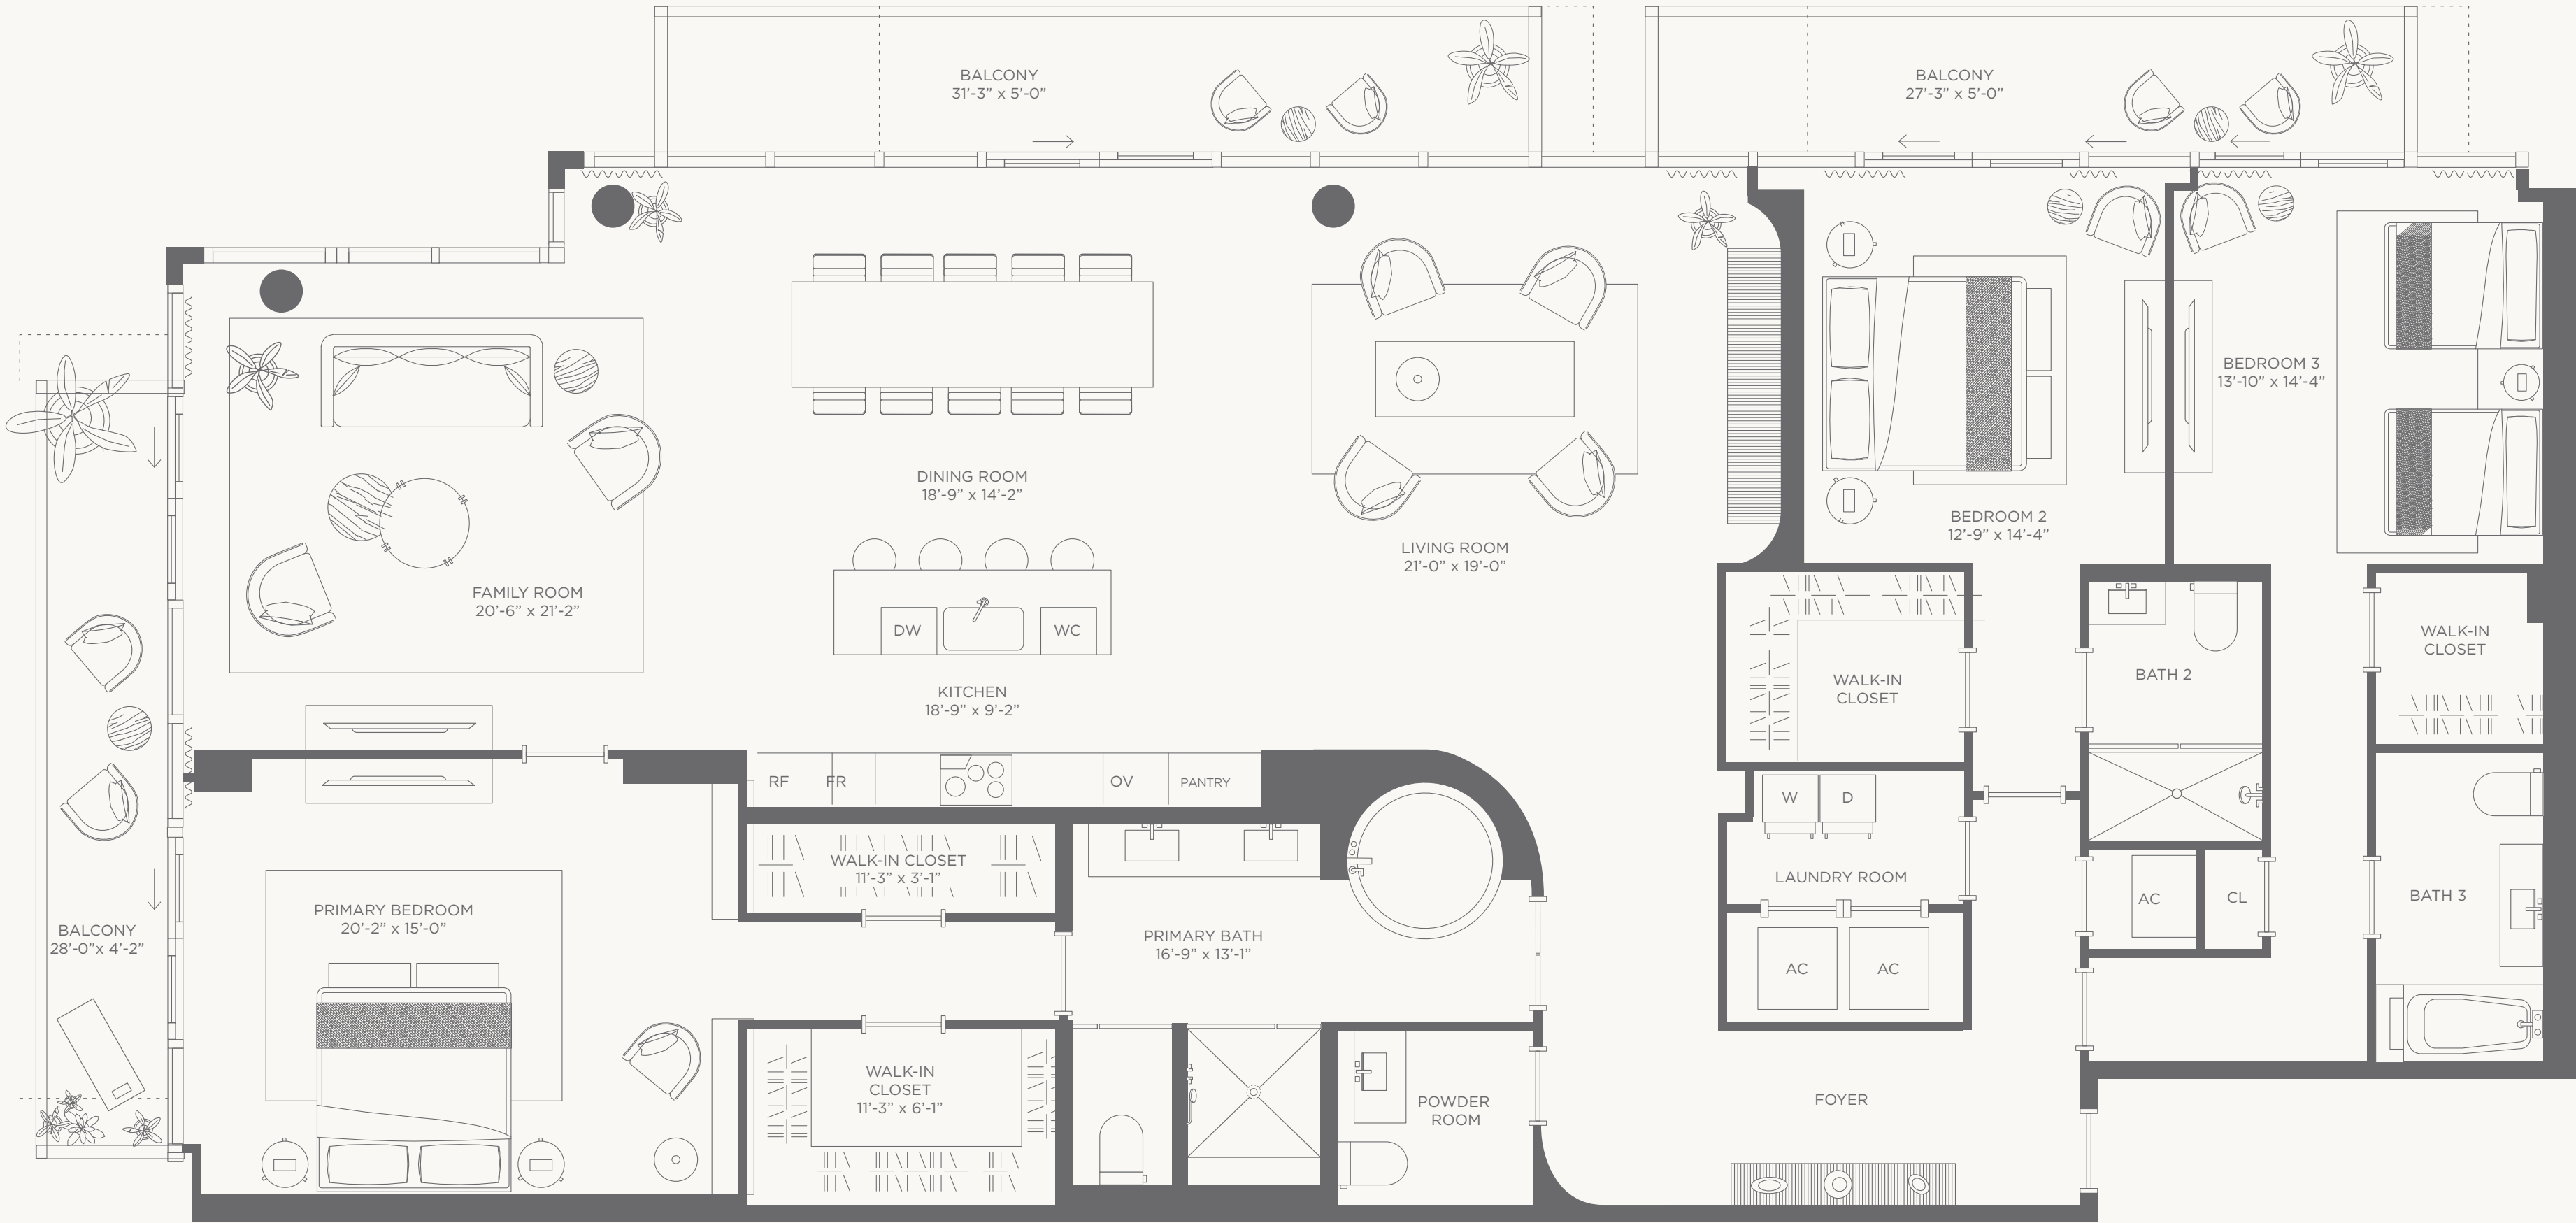 BALCONY
31'-3” x 5'-0”
BALCONY
27'-3” x 5'-0”
BEDROOM 3
13'-10” x 14'-4”
DINING ROOM
18'-9” x 14'-2”
BEDROOM 2
12'-9” x 14'-4”
LIVING ROOM
21'-0” x 19'-0”
FAMILY ROOM
20'-6” x 21'-2”
DW
WC
WALK-IN
CLOSET
BATH 2
WALK-IN
CLOSET
KITCHEN
18'-9” x 9'-2”
RF
FR
OV
PANTRY
W
D
WALK-IN CLOSET
11'-3” x 3'-1”
LAUNDRY ROOM
AC
CL
BATH 3
PRIMARY BEDROOM
20'-2” x 15'-0”
BALCONY
28'-0”x 4'-2”
PRIMARY BATH
16'-9” x 13'-1”
AC
AC
WALK-IN
CLOSET
11'-3” x 6'-1”
POWDER
ROOM
FOYER